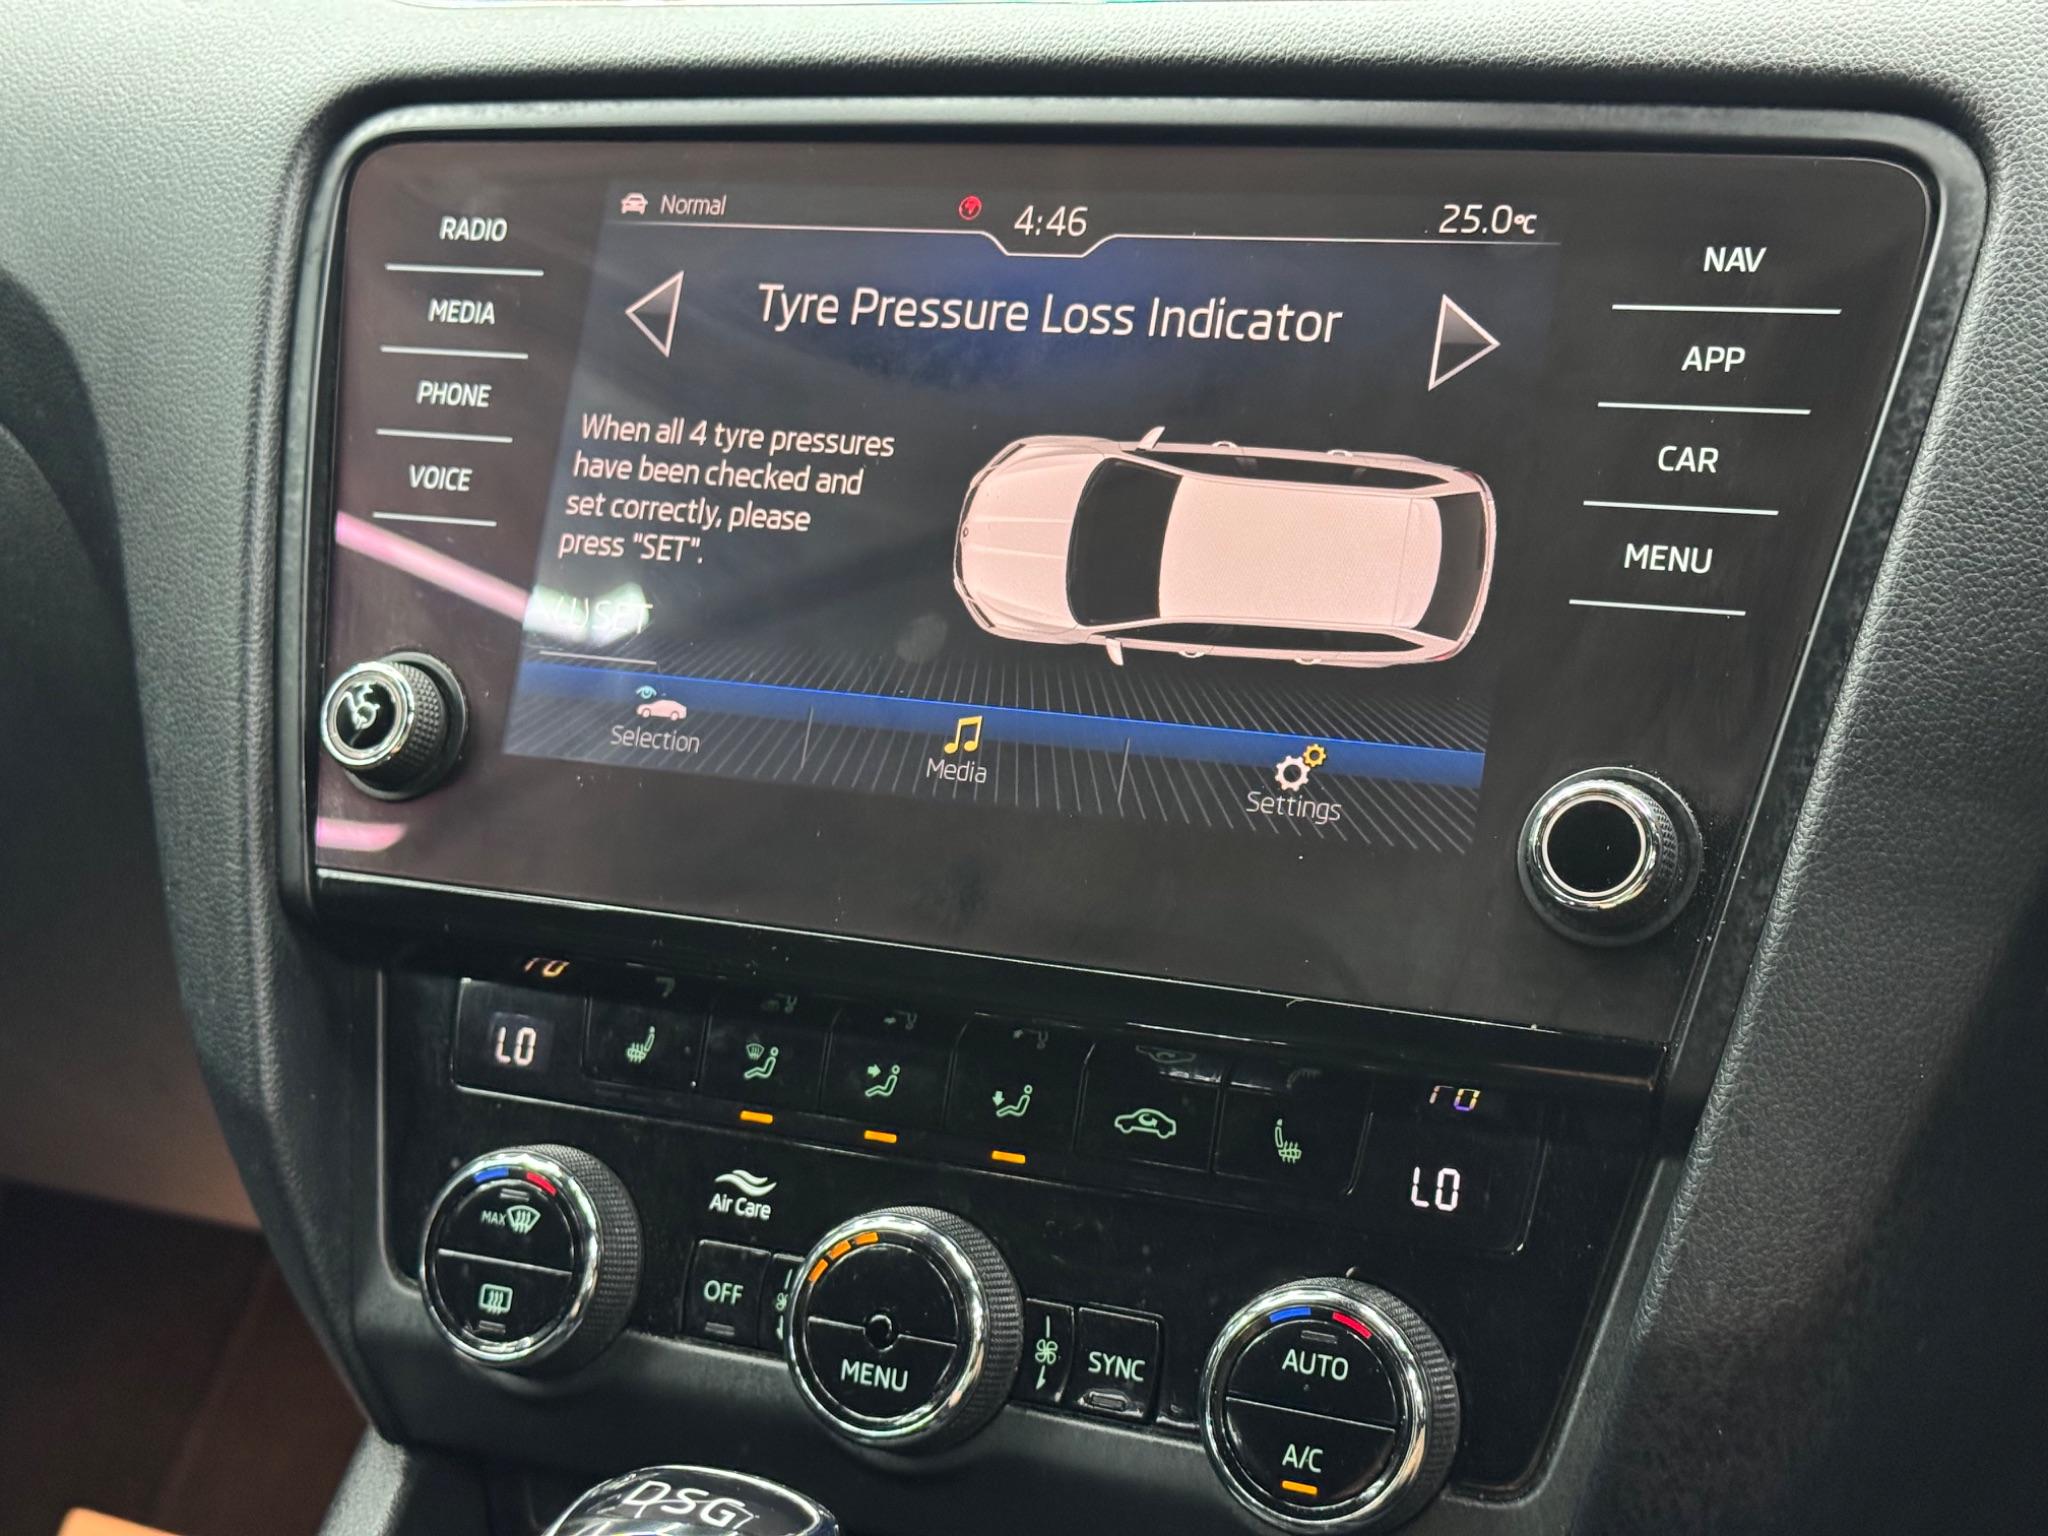 Normal
4:46
25.0°C
RADIO
MEDIA
PHONE
VOICE
Tyre Pressure Loss Indicator
When all 4 tyre pressures
have been checked and
set correctly, please
press "SET".
(!)SET
Selection
Media
Settings
NAV
APP
CAR
MENU
LO
LO
MAX
Air Care
OFF
MENU
SYNC
AUTO
A/C
DSG